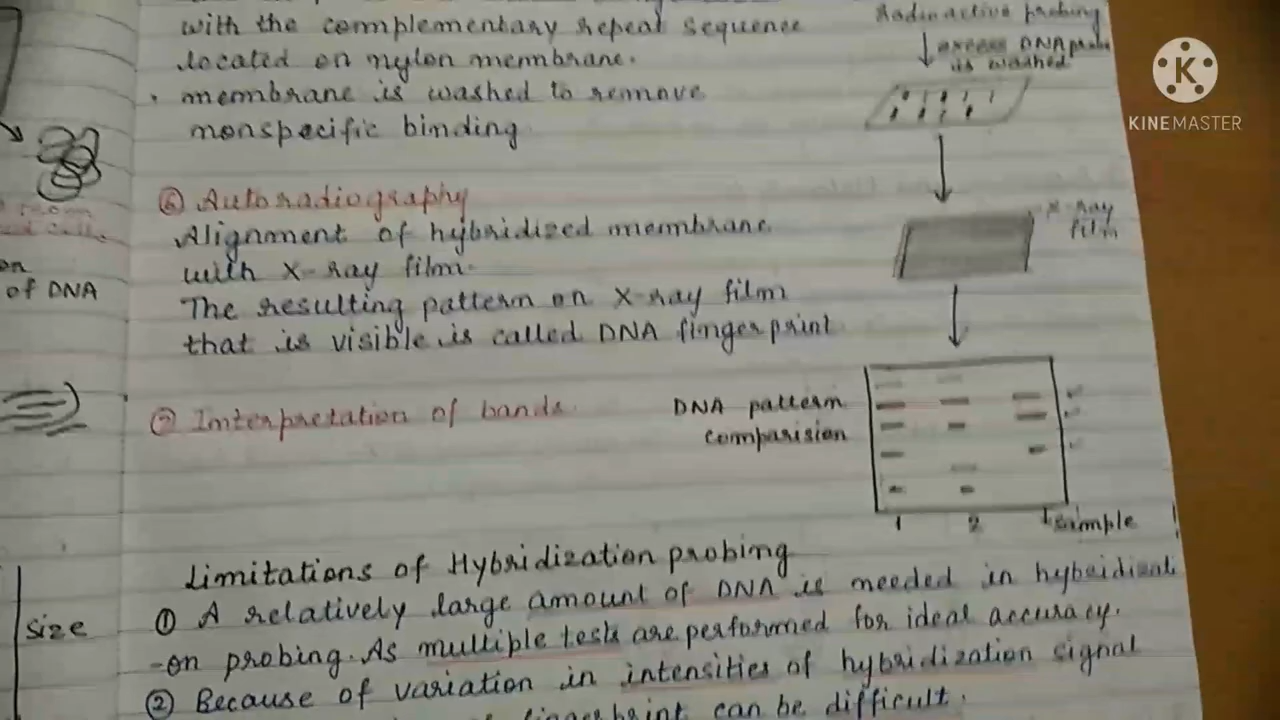 with the complementary repeat sequence
located on nylon membrane.
. membrane is washed to remove
monspecific binding
⑥ Autoradiography
Alignment of hybridized membrane
with X-ray film.
The resulting pattern on X-ray film
that is visible is called DNA fingerprint
⑦ Interpretation of bands.
Limitations of Hybridization probing
① A relatively large amount of DNA is needed in hybridizati
-on probing. As multiple tests are performed for ideal accuracy.
② Because of variation in intensities of hybridization signal
fingerprint can be difficult.
Radioactive probing
excess DNA probe
is washed
X-ray
film
DNA pattern
comparision
1 2 sample
of DNA
size
KINEMASTER